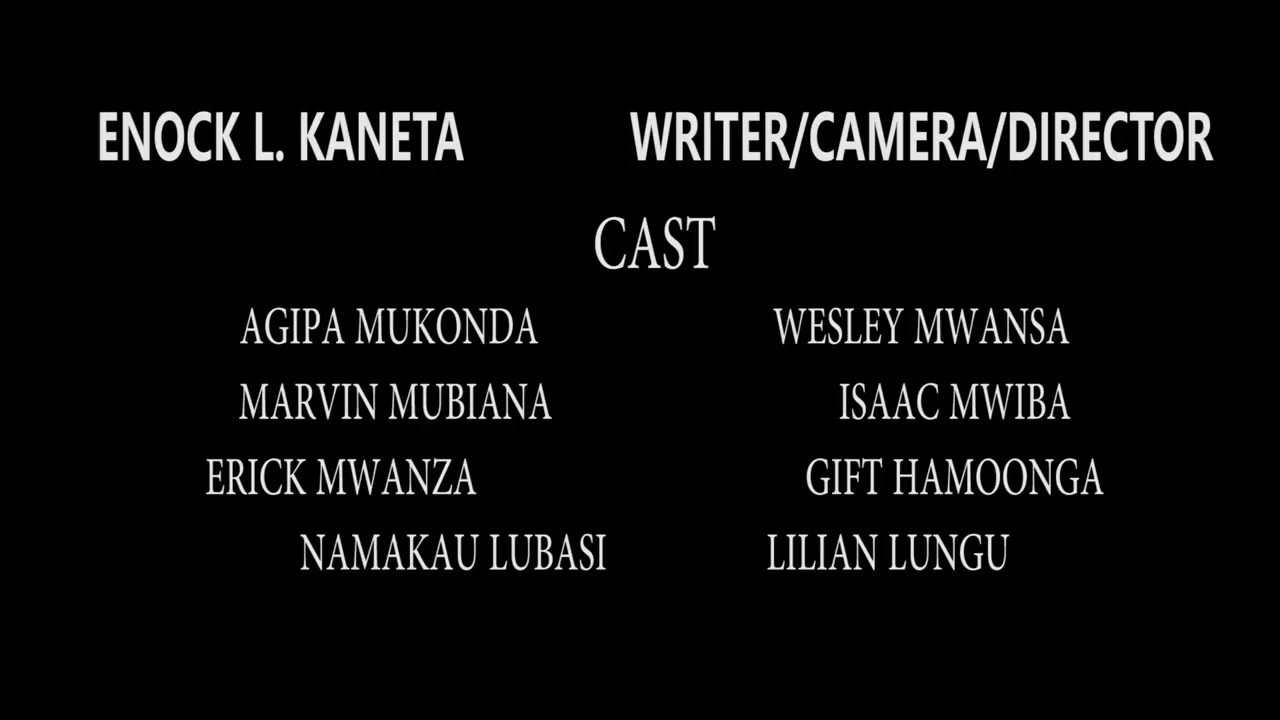 ENOCK L. KANETA WRITER/CAMERA/DIRECTOR
CAST
AGIPA MUKONDA WESLEY MWANSA
MARVIN MUBIANA ISAAC MWIBA
ERICK MWANZA GIFT HAMOONGA
NAMAKAU LUBASI LILIAN LUNGU